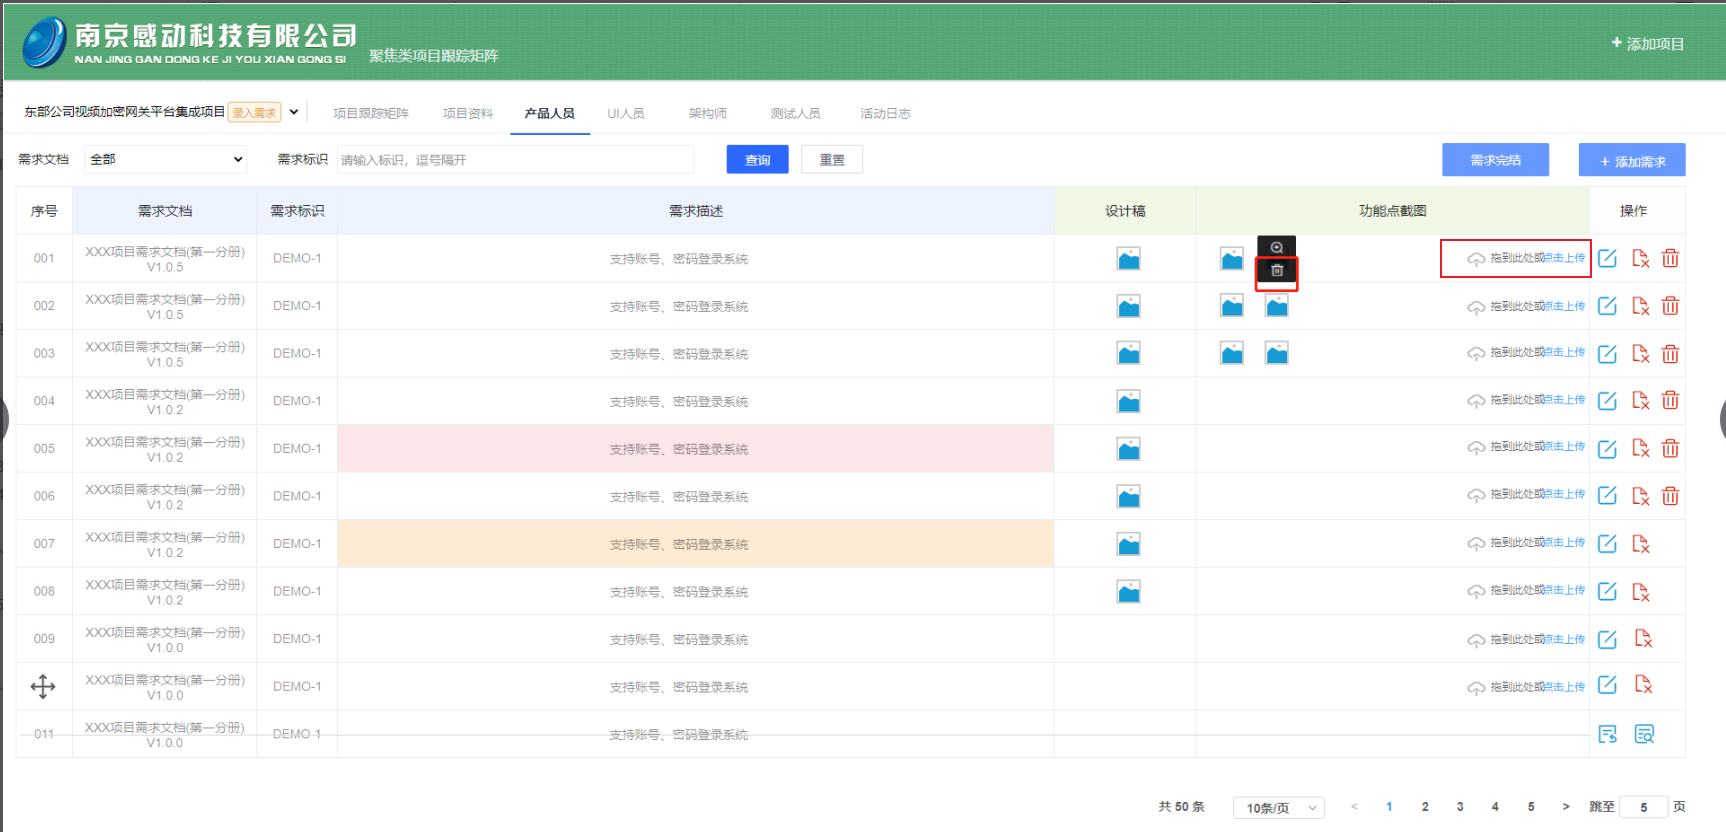 南京感动科技有限公司
NAN JING GAN DONG KE JI YOU XIAN GONG SI
聚焦类项目跟踪矩阵
+ 添加项目
东部公司视频加密网关平台集成项目 录入需求 项目跟踪矩阵 项目资料 产品人员 UI人员 架构师 测试人员 活动日志
需求文档 全部 需求标识 请输入标识，逗号隔开 查询 重置 需求完结 + 添加需求
序号 需求文档 需求标识 需求描述 设计稿 功能点截图 操作
001 XXX项目需求文档(第一分册) DEMO-1 支持账号、密码登录系统 拖到此处或点击上传
V1.0.5
002 XXX项目需求文档(第一分册) DEMO-1 支持账号、密码登录系统 拖到此处或点击上传
V1.0.5
003 XXX项目需求文档(第一分册) DEMO-1 支持账号、密码登录系统 拖到此处或点击上传
V1.0.5
004 XXX项目需求文档(第一分册) DEMO-1 支持账号、密码登录系统 拖到此处或点击上传
V1.0.2
005 XXX项目需求文档(第一分册) DEMO-1 支持账号、密码登录系统 拖到此处或点击上传
V1.0.2
006 XXX项目需求文档(第一分册) DEMO-1 支持账号、密码登录系统 拖到此处或点击上传
V1.0.2
007 XXX项目需求文档(第一分册) DEMO-1 支持账号、密码登录系统 拖到此处或点击上传
V1.0.2
008 XXX项目需求文档(第一分册) DEMO-1 支持账号、密码登录系统 拖到此处或点击上传
V1.0.2
009 XXX项目需求文档(第一分册) DEMO-1 支持账号、密码登录系统 拖到此处或点击上传
V1.0.0
XXX项目需求文档(第一分册) DEMO-1 支持账号、密码登录系统 拖到此处或点击上传
V1.0.0
011 XXX项目需求文档(第一分册) DEMO-1 支持账号、密码登录系统
V1.0.0
共 50 条 10条/页 < 1 2 3 4 5 > 跳至 5 页